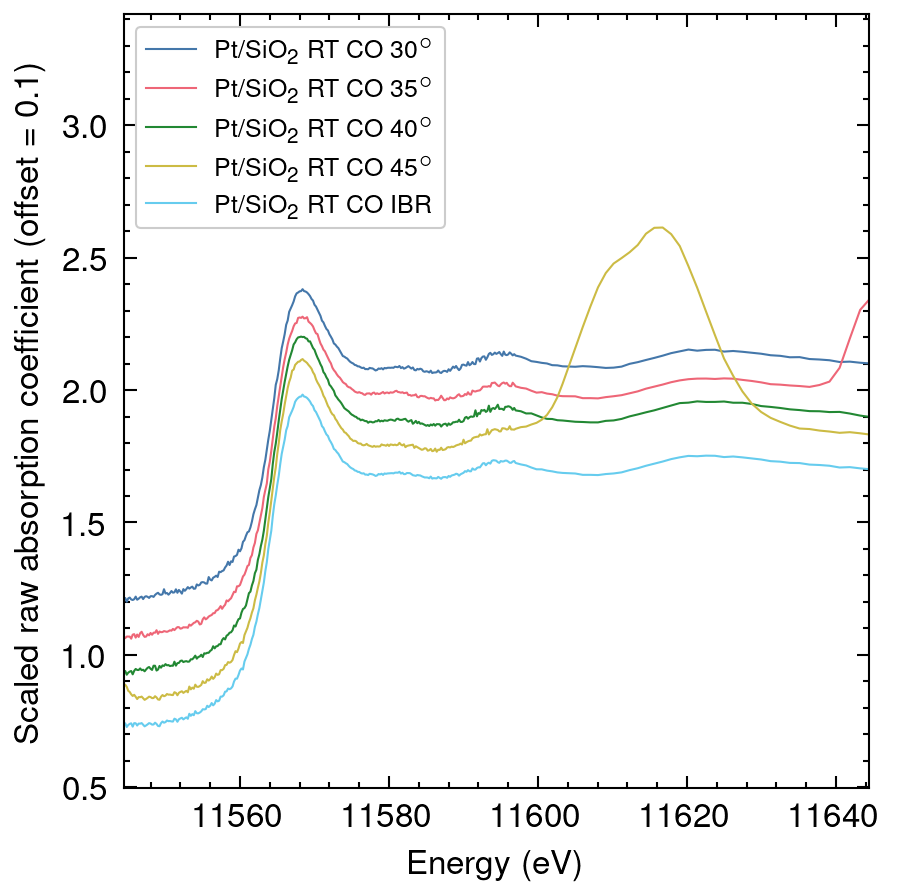 Pt/SiO₂ RT CO 30°
Pt/SiO₂ RT CO 35°
Pt/SiO₂ RT CO 40°
Pt/SiO₂ RT CO 45°
Pt/SiO₂ RT CO IBR
Scaled raw absorption coefficient (offset = 0.1)
3.0
2.5
2.0
1.5
1.0
0.5
11560 11580 11600 11620 11640
Energy (eV)